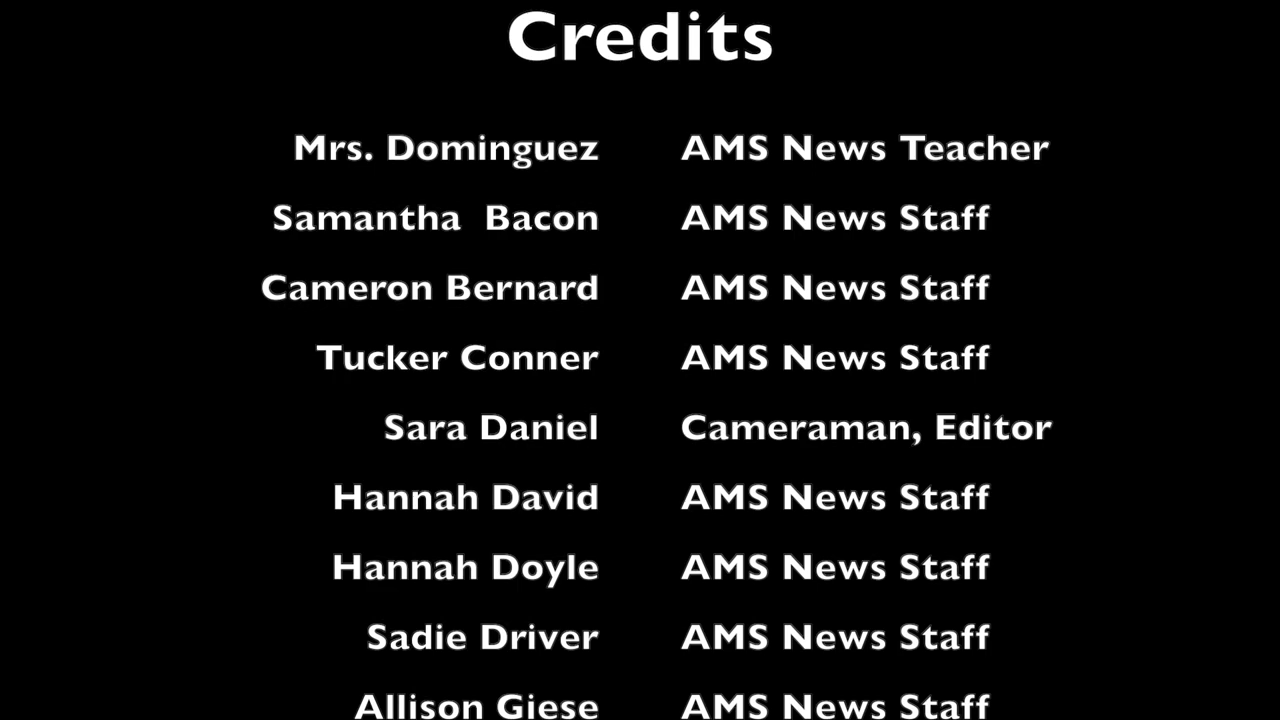 Credits
Mrs. Dominguez AMS News Teacher
Samantha  Bacon AMS News Staff
Cameron Bernard AMS News Staff
Tucker Conner AMS News Staff
Sara Daniel Cameraman, Editor
Hannah David AMS News Staff
Hannah Doyle AMS News Staff
Sadie Driver AMS News Staff
Allison Giese AMS News Staff